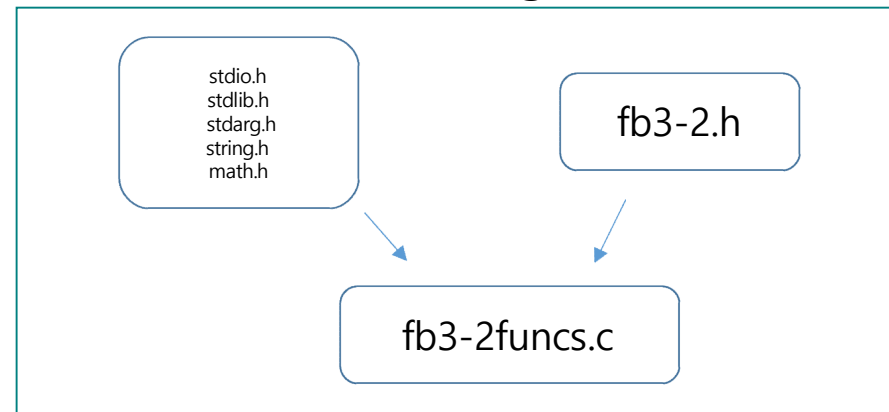 stdio.h
stdlib.h
stdarg.h
string.h
math.h
fb3-2.h
fb3-2funcs.c